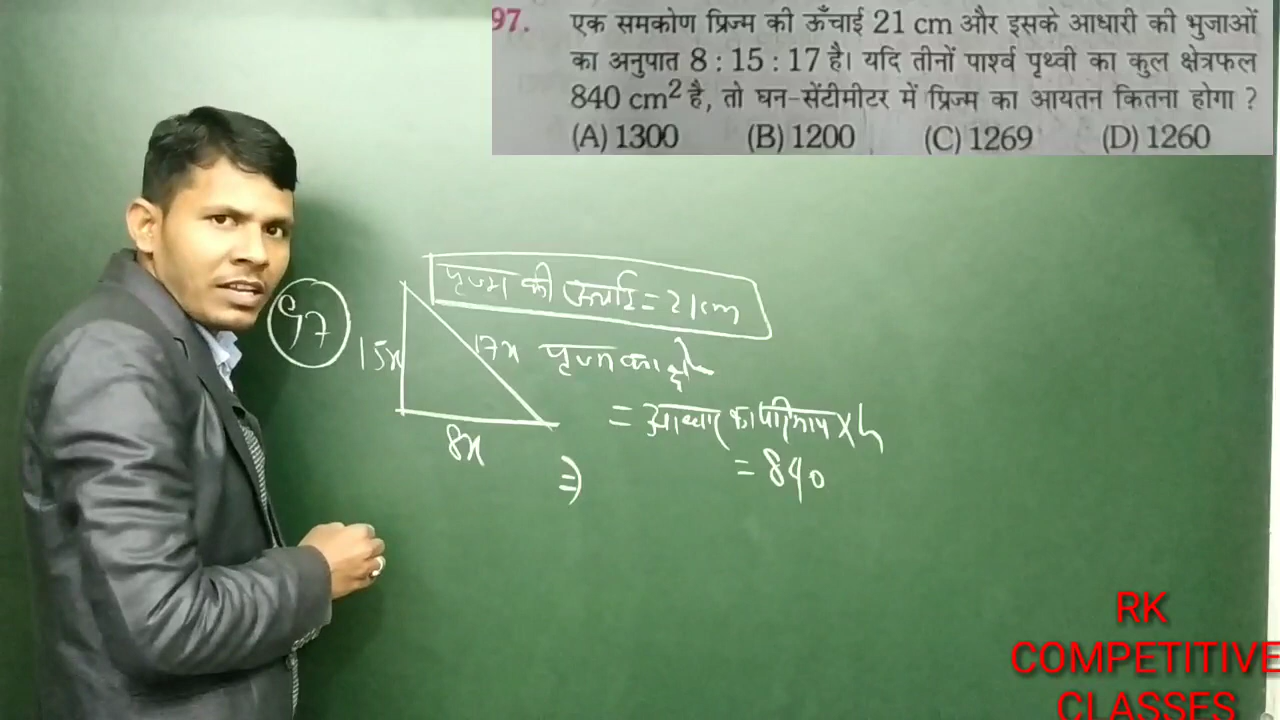 97. एक समकोण प्रिज्म की ऊँचाई 21 cm और इसके आधारी की भुजाओं
का अनुपात 8 : 15 : 17 है। यदि तीनों पार्श्व पृथ्वी का कुल क्षेत्रफल
840 cm² है, तो घन-सेंटीमीटर में प्रिज्म का आयतन कितना होगा ?
(A) 1300 (B) 1200 (C) 1269 (D) 1260
पृज्म की = 21cm
97
15x 17x पृज्म का क्षे
= आधार का परिमाप × h
8x = 840
⇒
RK
COMPETITIVE
CLASSES